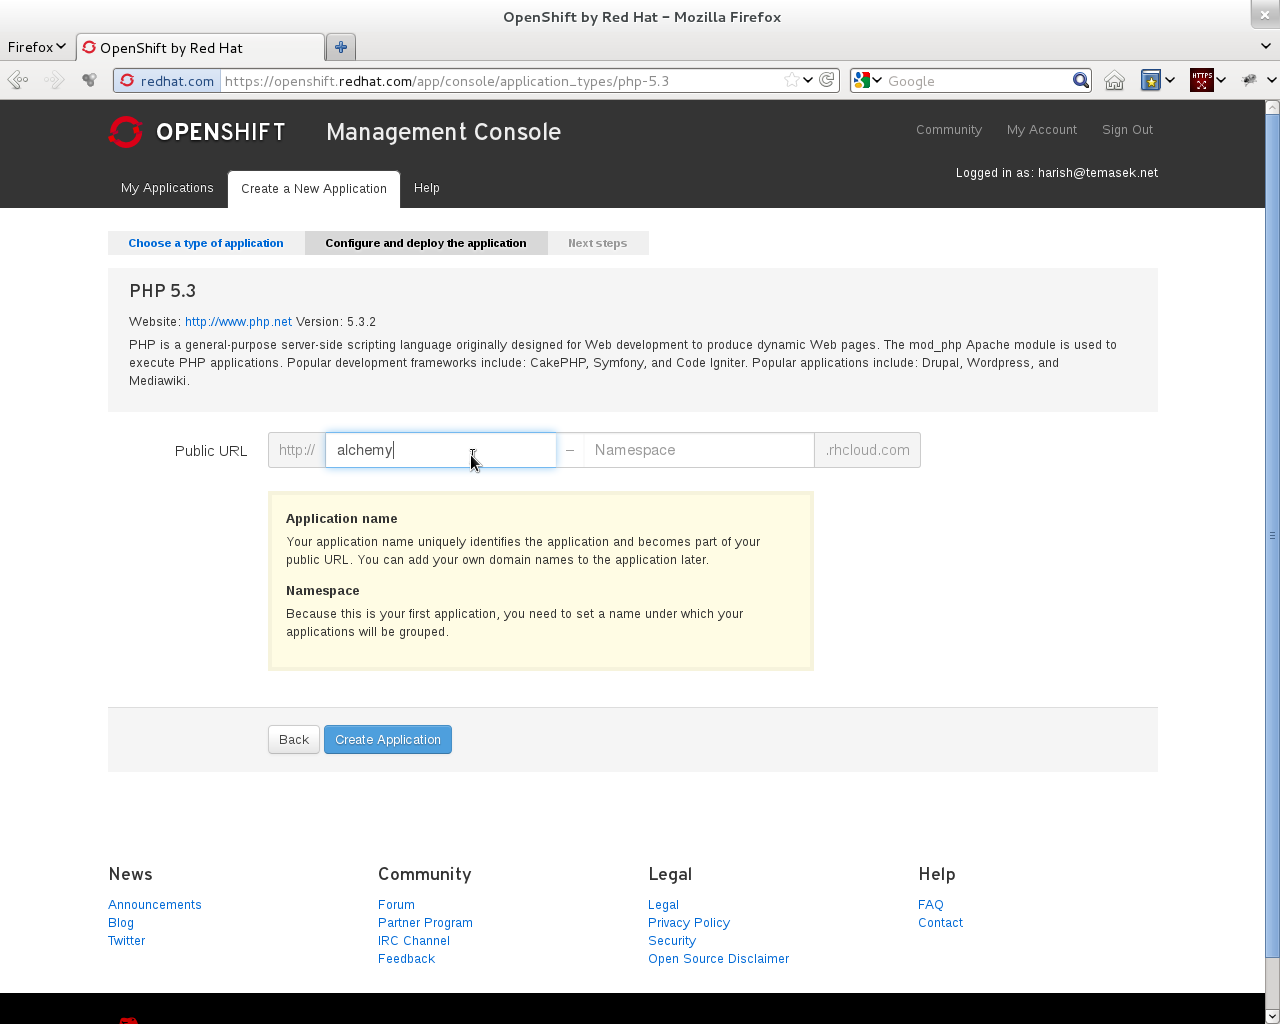 OpenShift by Red Hat – Mozilla Firefox
Firefox
OpenShift by Red Hat
redhat.com
https://openshift.redhat.com/app/console/application_types/php-5.3
Google
HTTPS
OPENSHIFT
Management Console
Community
My Account
Sign Out
Logged in as: harish@temasek.net
My Applications
Create a New Application
Help
Choose a type of application
Configure and deploy the application
Next steps
PHP 5.3
Website: http://www.php.net Version: 5.3.2
PHP is a general-purpose server-side scripting language originally designed for Web development to produce dynamic Web pages. The mod_php Apache module is used to
execute PHP applications. Popular development frameworks include: CakePHP, Symfony, and Code Igniter. Popular applications include: Drupal, Wordpress, and
Mediawiki.
Public URL
http://
alchemy
–
Namespace
.rhcloud.com
Application name
Your application name uniquely identifies the application and becomes part of your
public URL. You can add your own domain names to the application later.
Namespace
Because this is your first application, you need to set a name under which your
applications will be grouped.
Back
Create Application
News
Announcements
Blog
Twitter
Community
Forum
Partner Program
IRC Channel
Feedback
Legal
Legal
Privacy Policy
Security
Open Source Disclaimer
Help
FAQ
Contact